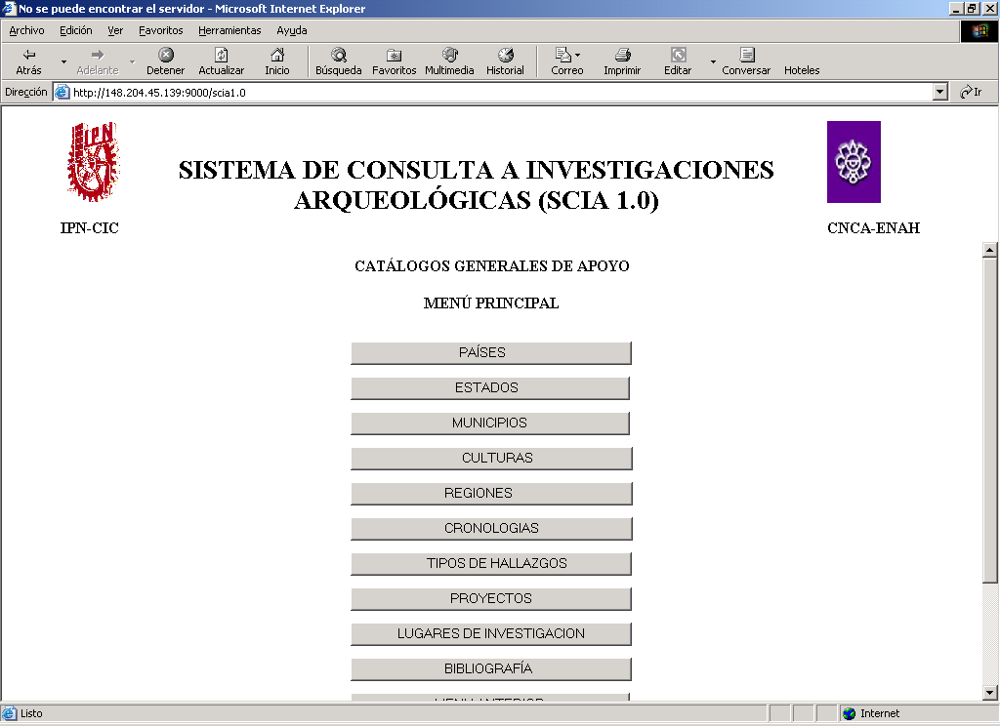 No se puede encontrar el servidor - Microsoft Internet Explorer
Archivo Edición Ver Favoritos Herramientas Ayuda
Atrás Adelante Detener Actualizar Inicio Búsqueda Favoritos Multimedia Historial Correo Imprimir Editar Conversar Hoteles
Dirección http://148.204.45.139:9000/scia1.0 Ir
IPN
SISTEMA DE CONSULTA A INVESTIGACIONES
ARQUEOLÓGICAS (SCIA 1.0)
IPN-CIC CNCA-ENAH
CATÁLOGOS GENERALES DE APOYO
MENÚ PRINCIPAL
PAÍSES
ESTADOS
MUNICIPIOS
CULTURAS
REGIONES
CRONOLOGIAS
TIPOS DE HALLAZGOS
PROYECTOS
LUGARES DE INVESTIGACION
BIBLIOGRAFÍA
Listo Internet